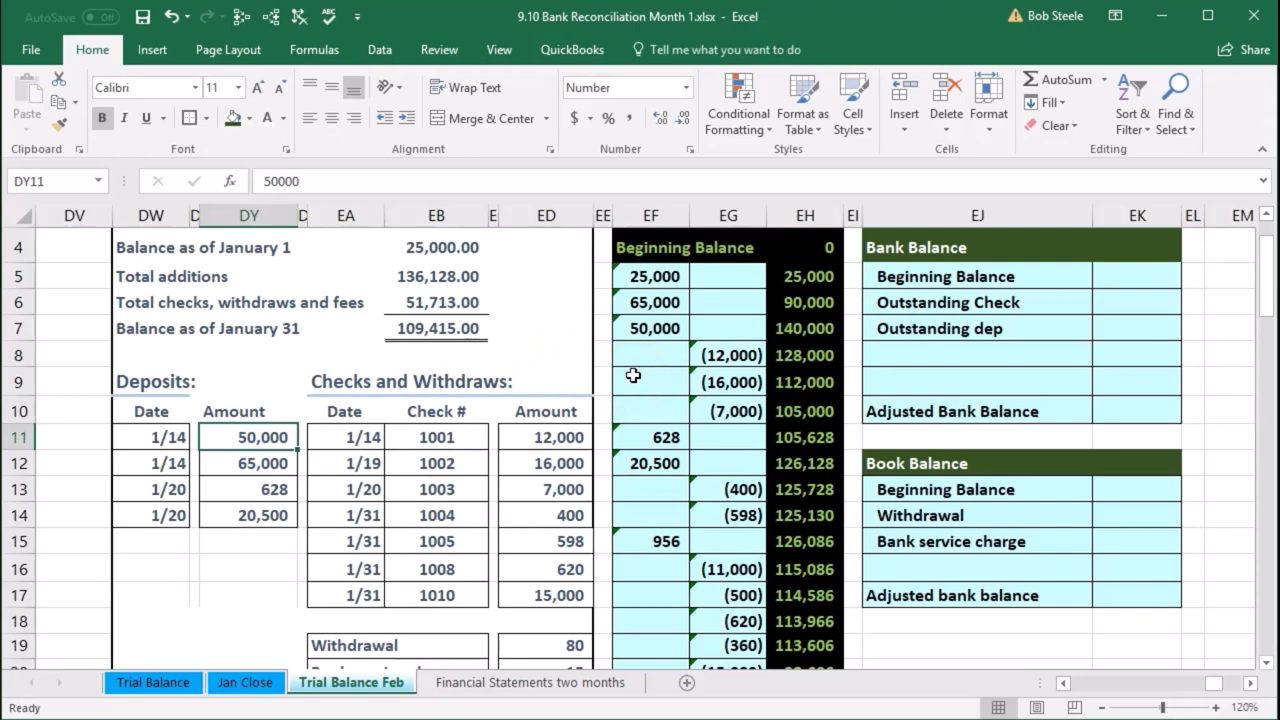 AutoSave Off 9.10 Bank Reconciliation Month 1.xlsx - Excel Bob Steele
File Home Insert Page Layout Formulas Data Review View QuickBooks Tell me what you want to do Share
Paste Calibri 11 A A Wrap Text Number Conditional Formatting Format as Table Cell Styles Insert Delete Format AutoSum Sort & Filter Find & Select
B I U A Merge & Center $ % , Fill
Clear
Clipboard Font Alignment Number Styles Cells Editing
DY11 fx 50000
DV DW D DY D EA EB E ED EE EF EG EH EI EJ EK EL EM
4 Balance as of January 1 25,000.00 Beginning Balance 0 Bank Balance
5 Total additions 136,128.00 25,000 25,000 Beginning Balance
6 Total checks, withdraws and fees 51,713.00 65,000 90,000 Outstanding Check
7 Balance as of January 31 109,415.00 50,000 140,000 Outstanding dep
8 (12,000) 128,000
9 Deposits: Checks and Withdraws: (16,000) 112,000
10 Date Amount Date Check # Amount (7,000) 105,000 Adjusted Bank Balance
11 1/14 50,000 1/14 1001 12,000 628 105,628
12 1/14 65,000 1/19 1002 16,000 20,500 126,128 Book Balance
13 1/20 628 1/20 1003 7,000 (400) 125,728 Beginning Balance
14 1/20 20,500 1/31 1004 400 (598) 125,130 Withdrawal
15 1/31 1005 598 956 126,086 Bank service charge
16 1/31 1008 620 (11,000) 115,086
17 1/31 1010 15,000 (500) 114,586 Adjusted bank balance
18 (620) 113,966
19 Withdrawal 80 (360) 113,606
Trial Balance Jan Close Trial Balance Feb Financial Statements two months
Ready 120%